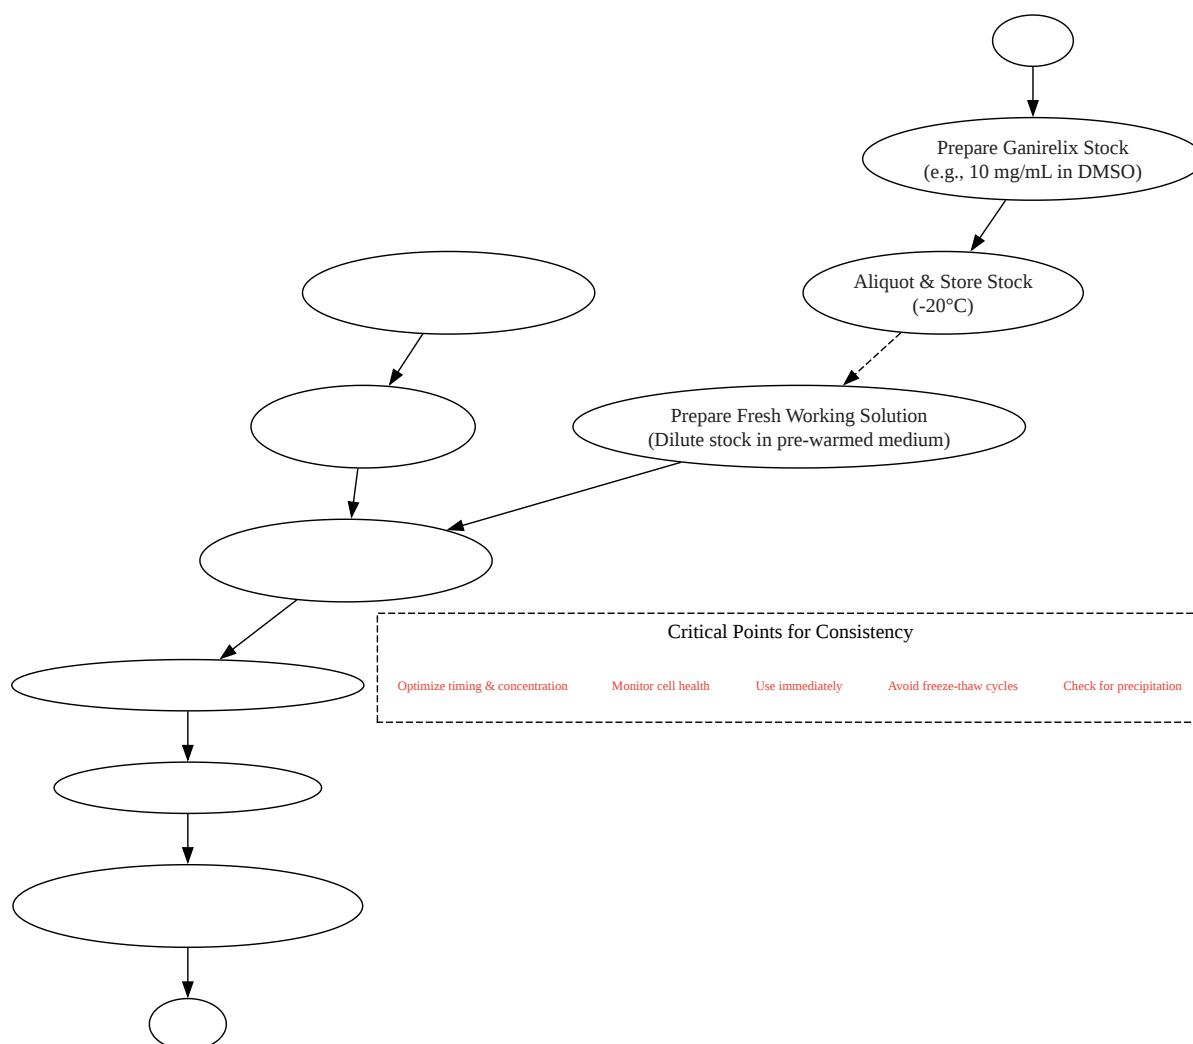 Prepare Ganirelix Stock
(e.g., 10 mg/mL in DMSO)
Aliquot & Store Stock
(-20°C)
Prepare Fresh Working Solution
(Dilute stock in pre-warmed medium)
Critical Points for Consistency
Optimize timing & concentration
Monitor cell health
Use immediately
Avoid freeze-thaw cycles
Check for precipitation